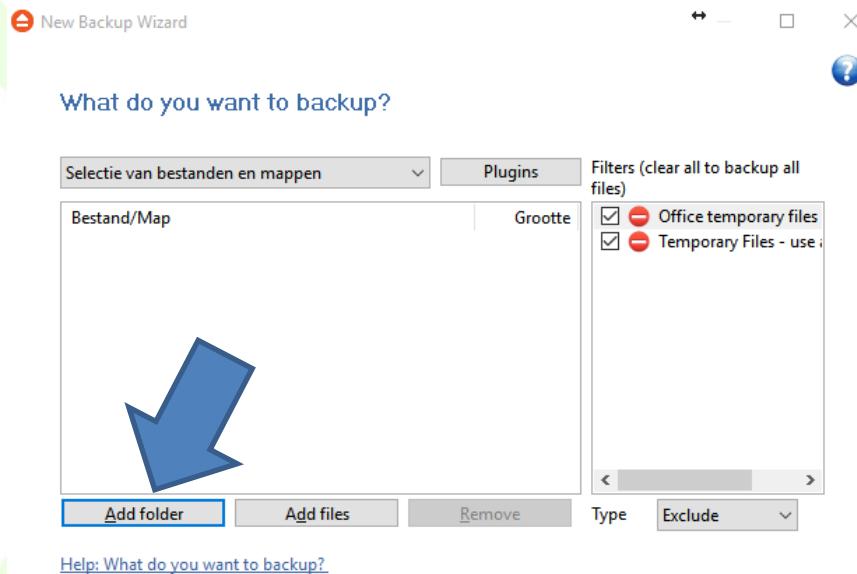 New Backup Wizard
What do you want to backup?
Selectie van bestanden en mappen
Plugins
Filters (clear all to backup all
files)
Bestand/Map
Grootte
Office temporary files
Temporary Files - use
Add folder
Add files
Remove
Type
Exclude
Help: What do you want to backup?